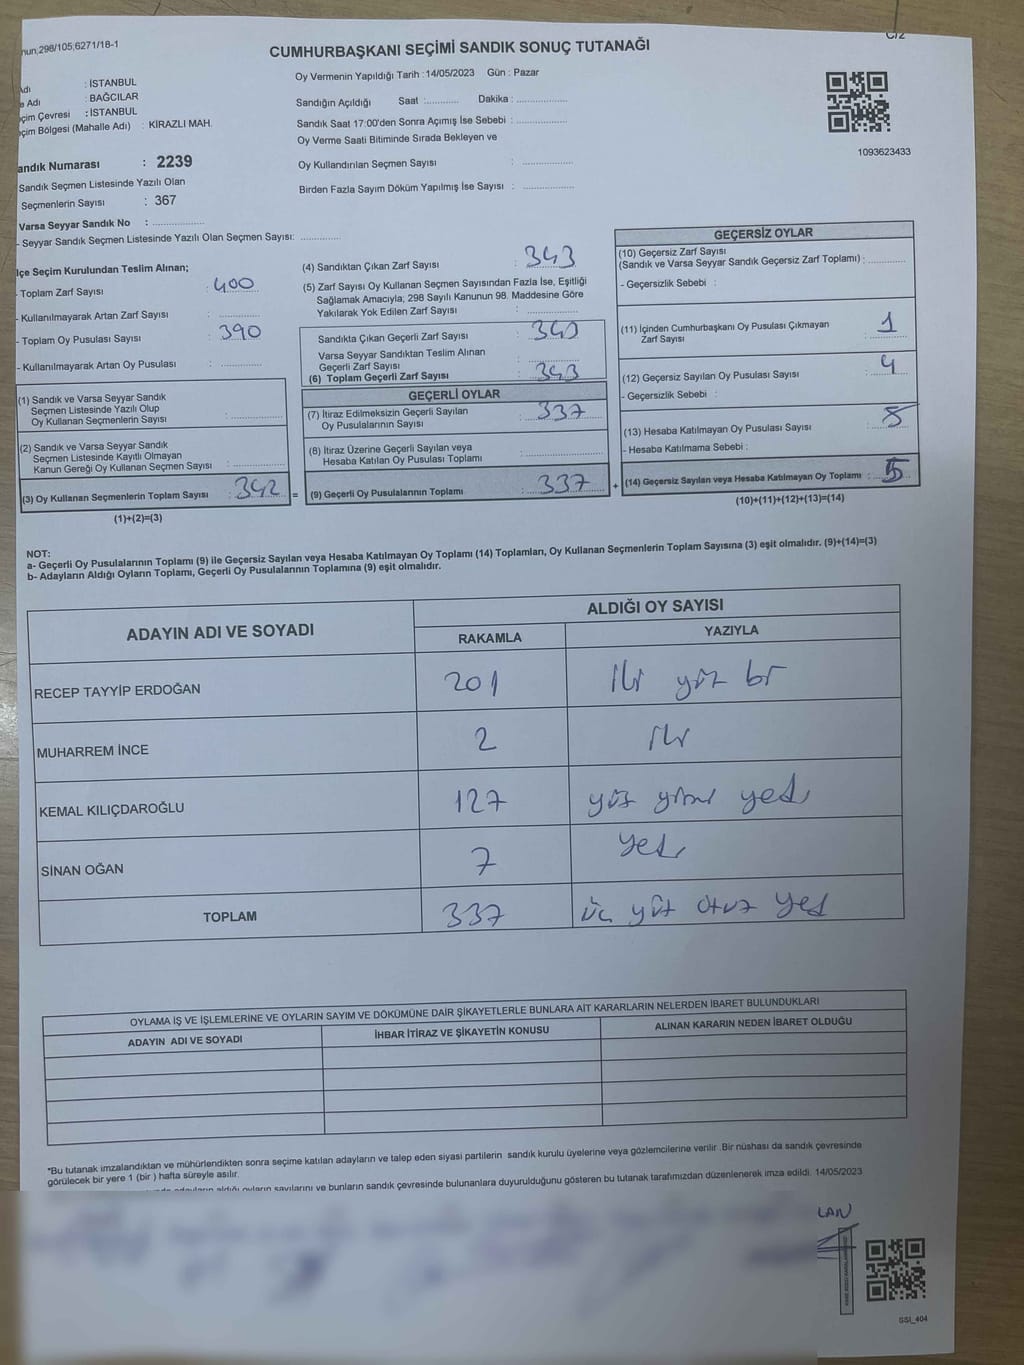 nun,298/105,6271/18-1
C/2
CUMHURBAŞKANI SEÇİMİ SANDIK SONUÇ TUTANAĞI
Adı : İSTANBUL
e Adı : BAĞCILAR
çim Çevresi : İSTANBUL
çim Bölgesi (Mahalle Adı) : KİRAZLI MAH.
andık Numarası : 2239
Sandık Seçmen Listesinde Yazılı Olan
Seçmenlerin Sayısı : 367
Varsa Seyyar Sandık No : ..................
- Seyyar Sandık Seçmen Listesinde Yazılı Olan Seçmen Sayısı: .............
Oy Vermenin Yapıldığı Tarih :14/05/2023 Gün : Pazar
Sandığın Açıldığı Saat :........... Dakika : .................
Sandık Saat 17:00'den Sonra Açımış İse Sebebi : .................
Oy Verme Saati Bitiminde Sırada Bekleyen ve
Oy Kullandırılan Seçmen Sayısı : .................
Birden Fazla Sayım Döküm Yapılmış İse Sayısı : .................
1093623433
lçe Seçim Kurulundan Teslim Alınan;
- Toplam Zarf Sayısı : 400
- Kullanılmayarak Artan Zarf Sayısı : .............
- Toplam Oy Pusulası Sayısı : 390
- Kullanılmayarak Artan Oy Pusulası : .............
(1) Sandık ve Varsa Seyyar Sandık
Seçmen Listesinde Yazılı Olup
Oy Kullanan Seçmenlerin Sayısı : .............
(2) Sandık ve Varsa Seyyar Sandık
Seçmen Listesinde Kayıtlı Olmayan
Kanun Gereği Oy Kullanan Seçmen Sayısı : .............
(3) Oy Kullanan Seçmenlerin Toplam Sayısı : 342 =
(1)+(2)=(3)
(4) Sandıktan Çıkan Zarf Sayısı : 343
(5) Zarf Sayısı Oy Kullanan Seçmen Sayısından Fazla İse, Eşitliği
Sağlamak Amacıyla; 298 Sayılı Kanunun 98. Maddesine Göre
Yakılarak Yok Edilen Zarf Sayısı : .............
Sandıkta Çıkan Geçerli Zarf Sayısı :
Varsa Seyyar Sandıktan Teslim Alınan
Geçerli Zarf Sayısı : .............
(6) Toplam Geçerli Zarf Sayısı : 343
GEÇERLİ OYLAR
(7) İtiraz Edilmeksizin Geçerli Sayılan
Oy Pusulalarının Sayısı : 337
(8) İtiraz Üzerine Geçerli Sayılan veya
Hesaba Katılan Oy Pusulası Toplamı : .............
(9) Geçerli Oy Pusulalarının Toplamı : 337 +
GEÇERSİZ OYLAR
(10) Geçersiz Zarf Sayısı
(Sandık ve Varsa Seyyar Sandık Geçersiz Zarf Toplamı) : ...........
- Geçersizlik Sebebi :
(11) İçinden Cumhurbaşkanı Oy Pusulası Çıkmayan
Zarf Sayısı : 1
(12) Geçersiz Sayılan Oy Pusulası Sayısı : 4
- Geçersizlik Sebebi :
(13) Hesaba Katılmayan Oy Pusulası Sayısı :
- Hesaba Katılmama Sebebi :
(14) Geçersiz Sayılan veya Hesaba Katılmayan Oy Toplamı : 5
(10)+(11)+(12)+(13)=(14)
NOT:
a- Geçerli Oy Pusulalarının Toplamı (9) ile Geçersiz Sayılan veya Hesaba Katılmayan Oy Toplamı (14) Toplamları, Oy Kullanan Seçmenlerin Toplam Sayısına (3) eşit olmalıdır. (9)+(14)=(3)
b- Adayların Aldığı Oyların Toplamı, Geçerli Oy Pusulalarının Toplamına (9) eşit olmalıdır.
ADAYIN ADI VE SOYADI
ALDIĞI OY SAYISI
RAKAMLA YAZIYLA
RECEP TAYYİP ERDOĞAN 201 iki yüz bir
MUHARREM İNCE 2 iki
KEMAL KILIÇDAROĞLU 127 yüz yirmi yedi
SİNAN OĞAN 7 yedi
TOPLAM 337 üç yüz otuz yedi
OYLAMA İŞ VE İŞLEMLERİNE VE OYLARIN SAYIM VE DÖKÜMÜNE DAİR ŞİKAYETLERLE BUNLARA AİT KARARLARIN NELERDEN İBARET BULUNDUKLARI
ADAYIN ADI VE SOYADI İHBAR İTİRAZ VE ŞİKAYETİN KONUSU ALINAN KARARIN NEDEN İBARET OLDUĞU
*Bu tutanak imzalandıktan ve mühürlendikten sonra seçime katılan adayların ve talep eden siyasi partilerin sandık kurulu üyelerine veya gözlemcilerine verilir. Bir nüshası da sandık çevresinde
görülecek bir yere 1 (bir ) hafta süreyle asılır.
adayların aldığı oyların sayılarını ve bunların sandık çevresinde bulunanlara duyurulduğunu gösteren bu tutanak tarafımızdan düzenlenerek imza edildi. 14/05/2023
LAN
SSI_404